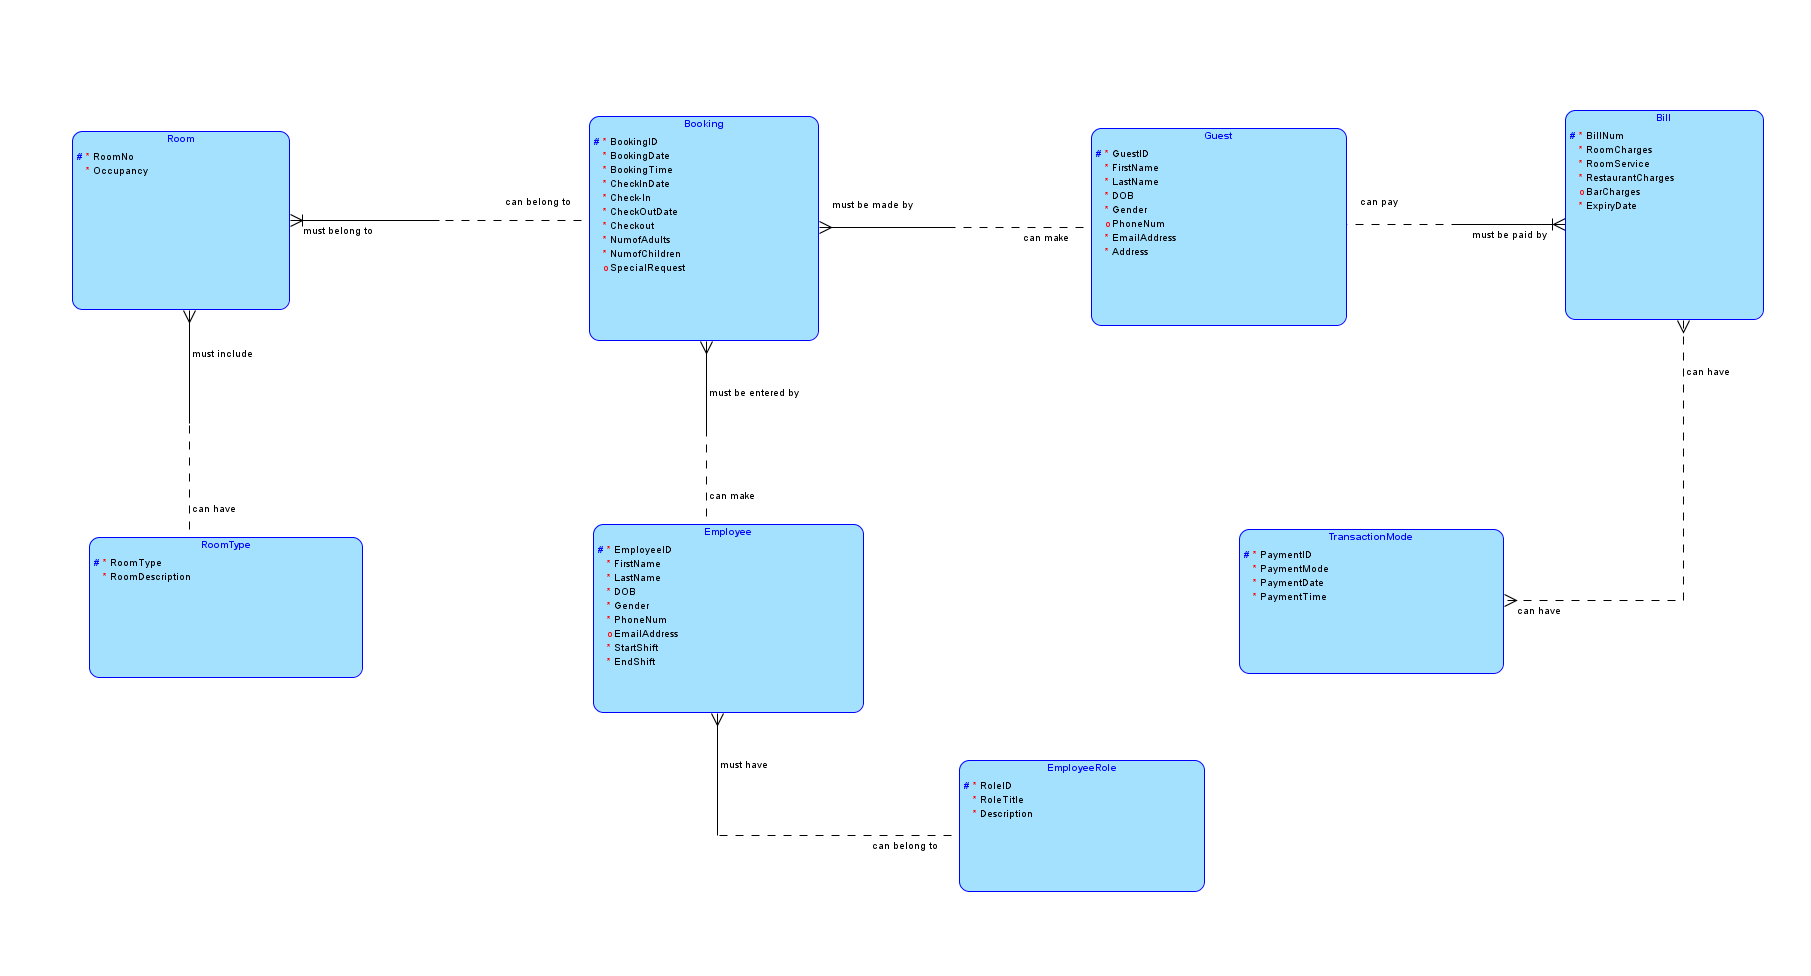 Room
# * RoomNo
* Occupancy
must belong to
can belong to
Booking
# * BookingID
* BookingDate
* BookingTime
* CheckInDate
* Check-In
* CheckOutDate
* Checkout
* NumofAdults
* NumofChildren
o SpecialRequest
must be made by
can make
Guest
# * GuestID
* FirstName
* LastName
* DOB
* Gender
o PhoneNum
* EmailAddress
* Address
can pay
must be paid by
Bill
# * BillNum
* RoomCharges
* RoomService
* RestaurantCharges
o BarCharges
* ExpiryDate
must include
can have
must be entered by
can make
can have
can have
RoomType
# * RoomType
* RoomDescription
Employee
# * EmployeeID
* FirstName
* LastName
* DOB
* Gender
* PhoneNum
o EmailAddress
* StartShift
* EndShift
TransactionMode
# * PaymentID
* PaymentMode
* PaymentDate
* PaymentTime
must have
can belong to
EmployeeRole
# * RoleID
* RoleTitle
* Description